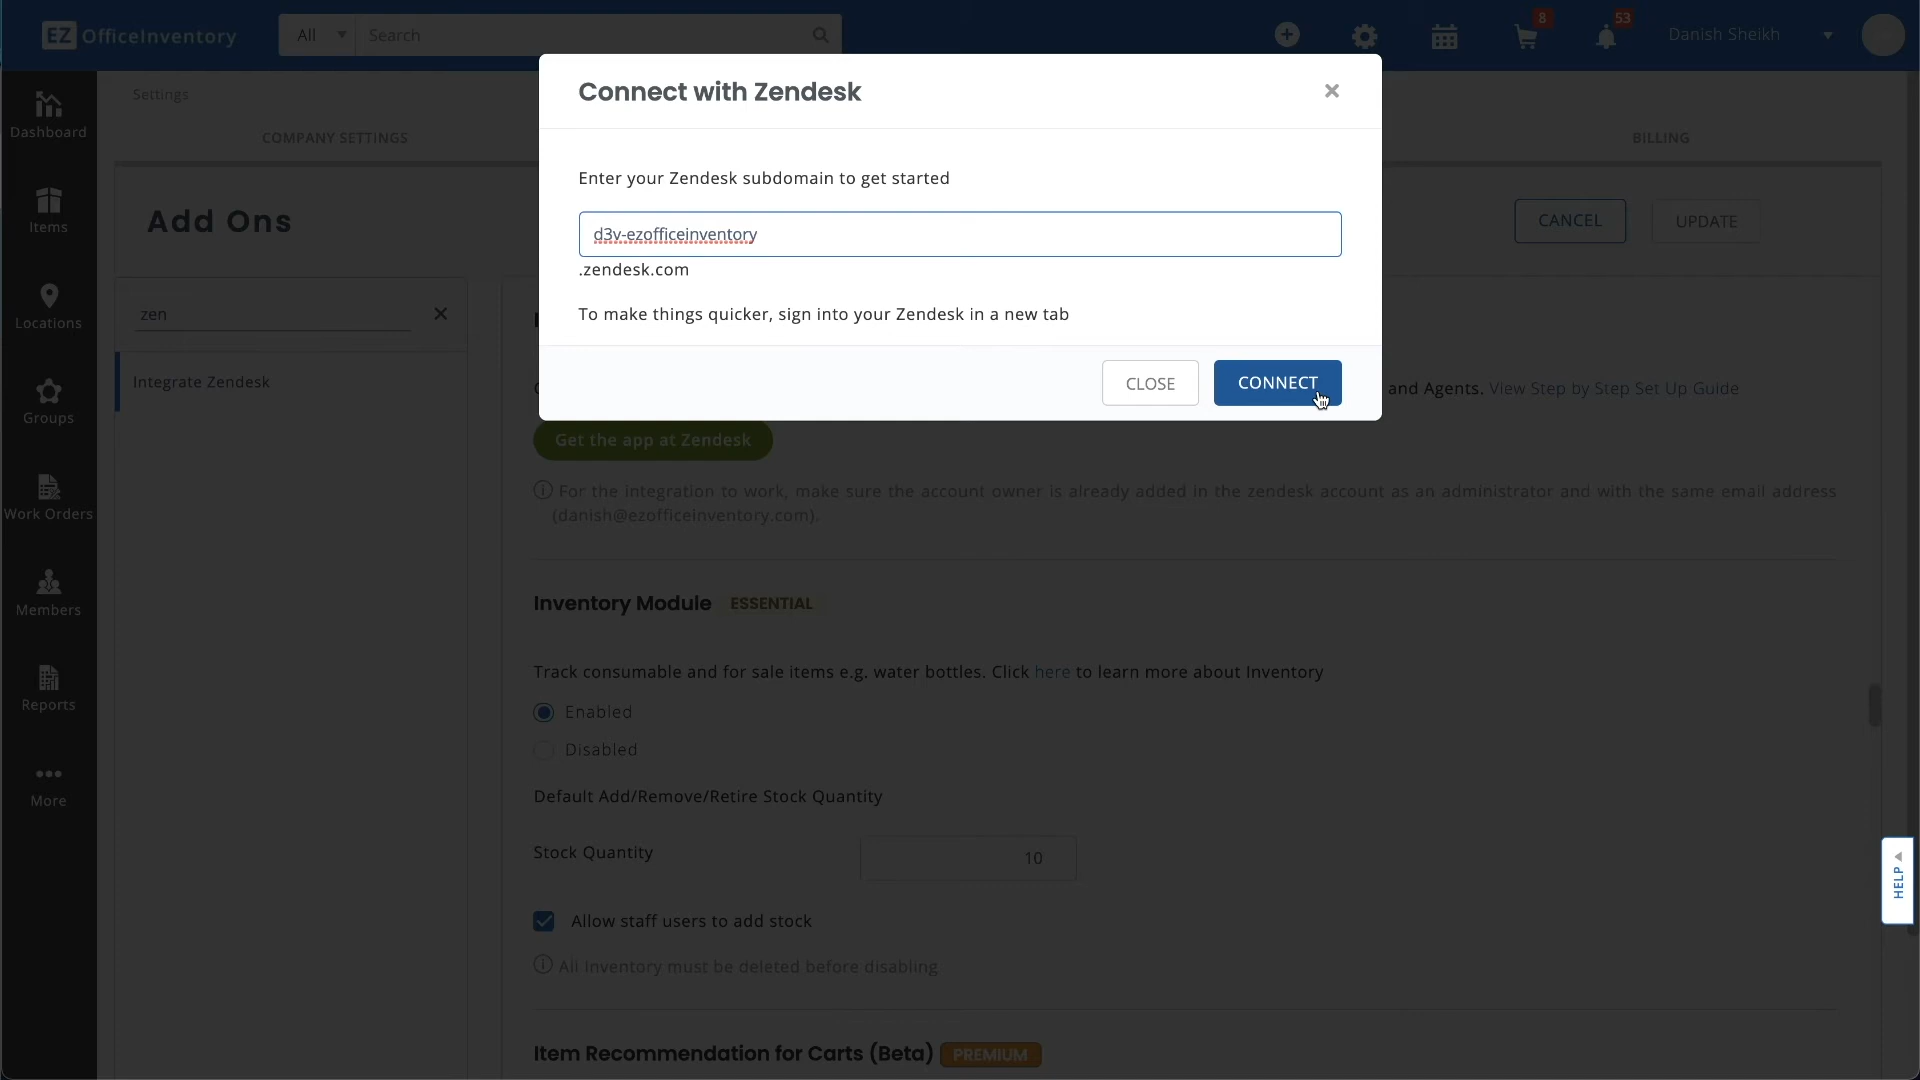 EZ OfficeInventory
All
Search
8
53
Danish Sheikh
Dashboard
Items
Locations
Groups
Work Orders
Members
Reports
More
Settings
COMPANY SETTINGS
BILLING
Add Ons
CANCEL
UPDATE
zen
Integrate Zendesk
Connect with Zendesk
Enter your Zendesk subdomain to get started
d3v-ezofficeinventory
.zendesk.com
To make things quicker, sign into your Zendesk in a new tab
CLOSE
CONNECT
and Agents. View Step by Step Set Up Guide
Get the app at Zendesk
For the integration to work, make sure the account owner is already added in the zendesk account as an administrator and with the same email address
(danish@ezofficeinventory.com).
Inventory Module ESSENTIAL
Track consumable and for sale items e.g. water bottles. Click here to learn more about Inventory
Enabled
Disabled
Default Add/Remove/Retire Stock Quantity
Stock Quantity
10
Allow staff users to add stock
All Inventory must be deleted before disabling
Item Recommendation for Carts (Beta) PREMIUM
HELP